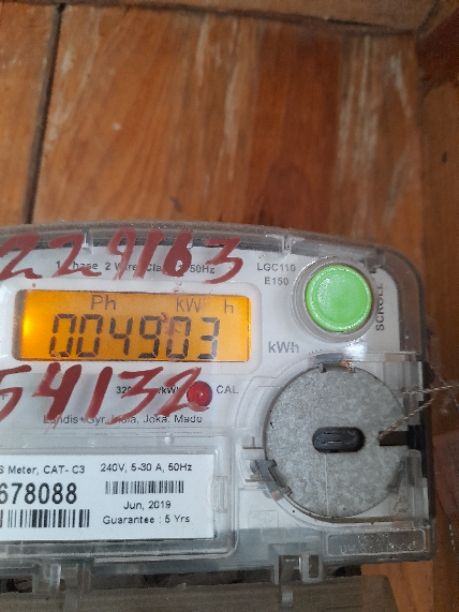 229163
1 Phase 2 Wire
50Hz
LGC110
E150
SCROLL
Ph kW h
004903
kWh
54132
320
CAL
Landis+Gyr, India, Joka, Made
S Meter, CAT- C3 240V, 5-30 A, 50Hz
678088
Jun, 2019
Guarantee : 5 Yrs